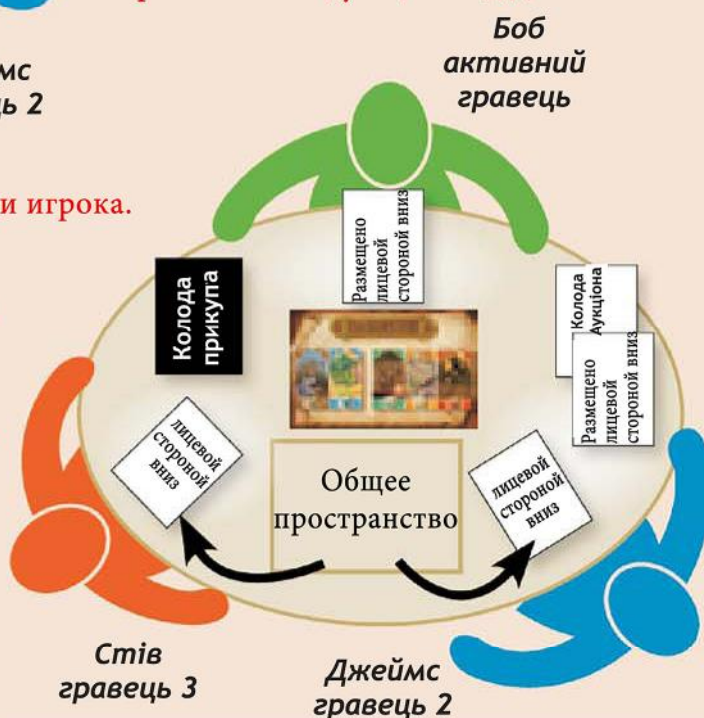 Боб
активний
гравець
мс
ь 2
и игрока.
Размещено
лицевой
стороной вниз
Колода
прикупа
Колода
Аукціона
Размещено
лицевой
стороной вниз
лицевой
стороной
вниз
Общее
пространство
лицевой
стороной
вниз
Стів
гравець 3
Джеймс
гравець 2